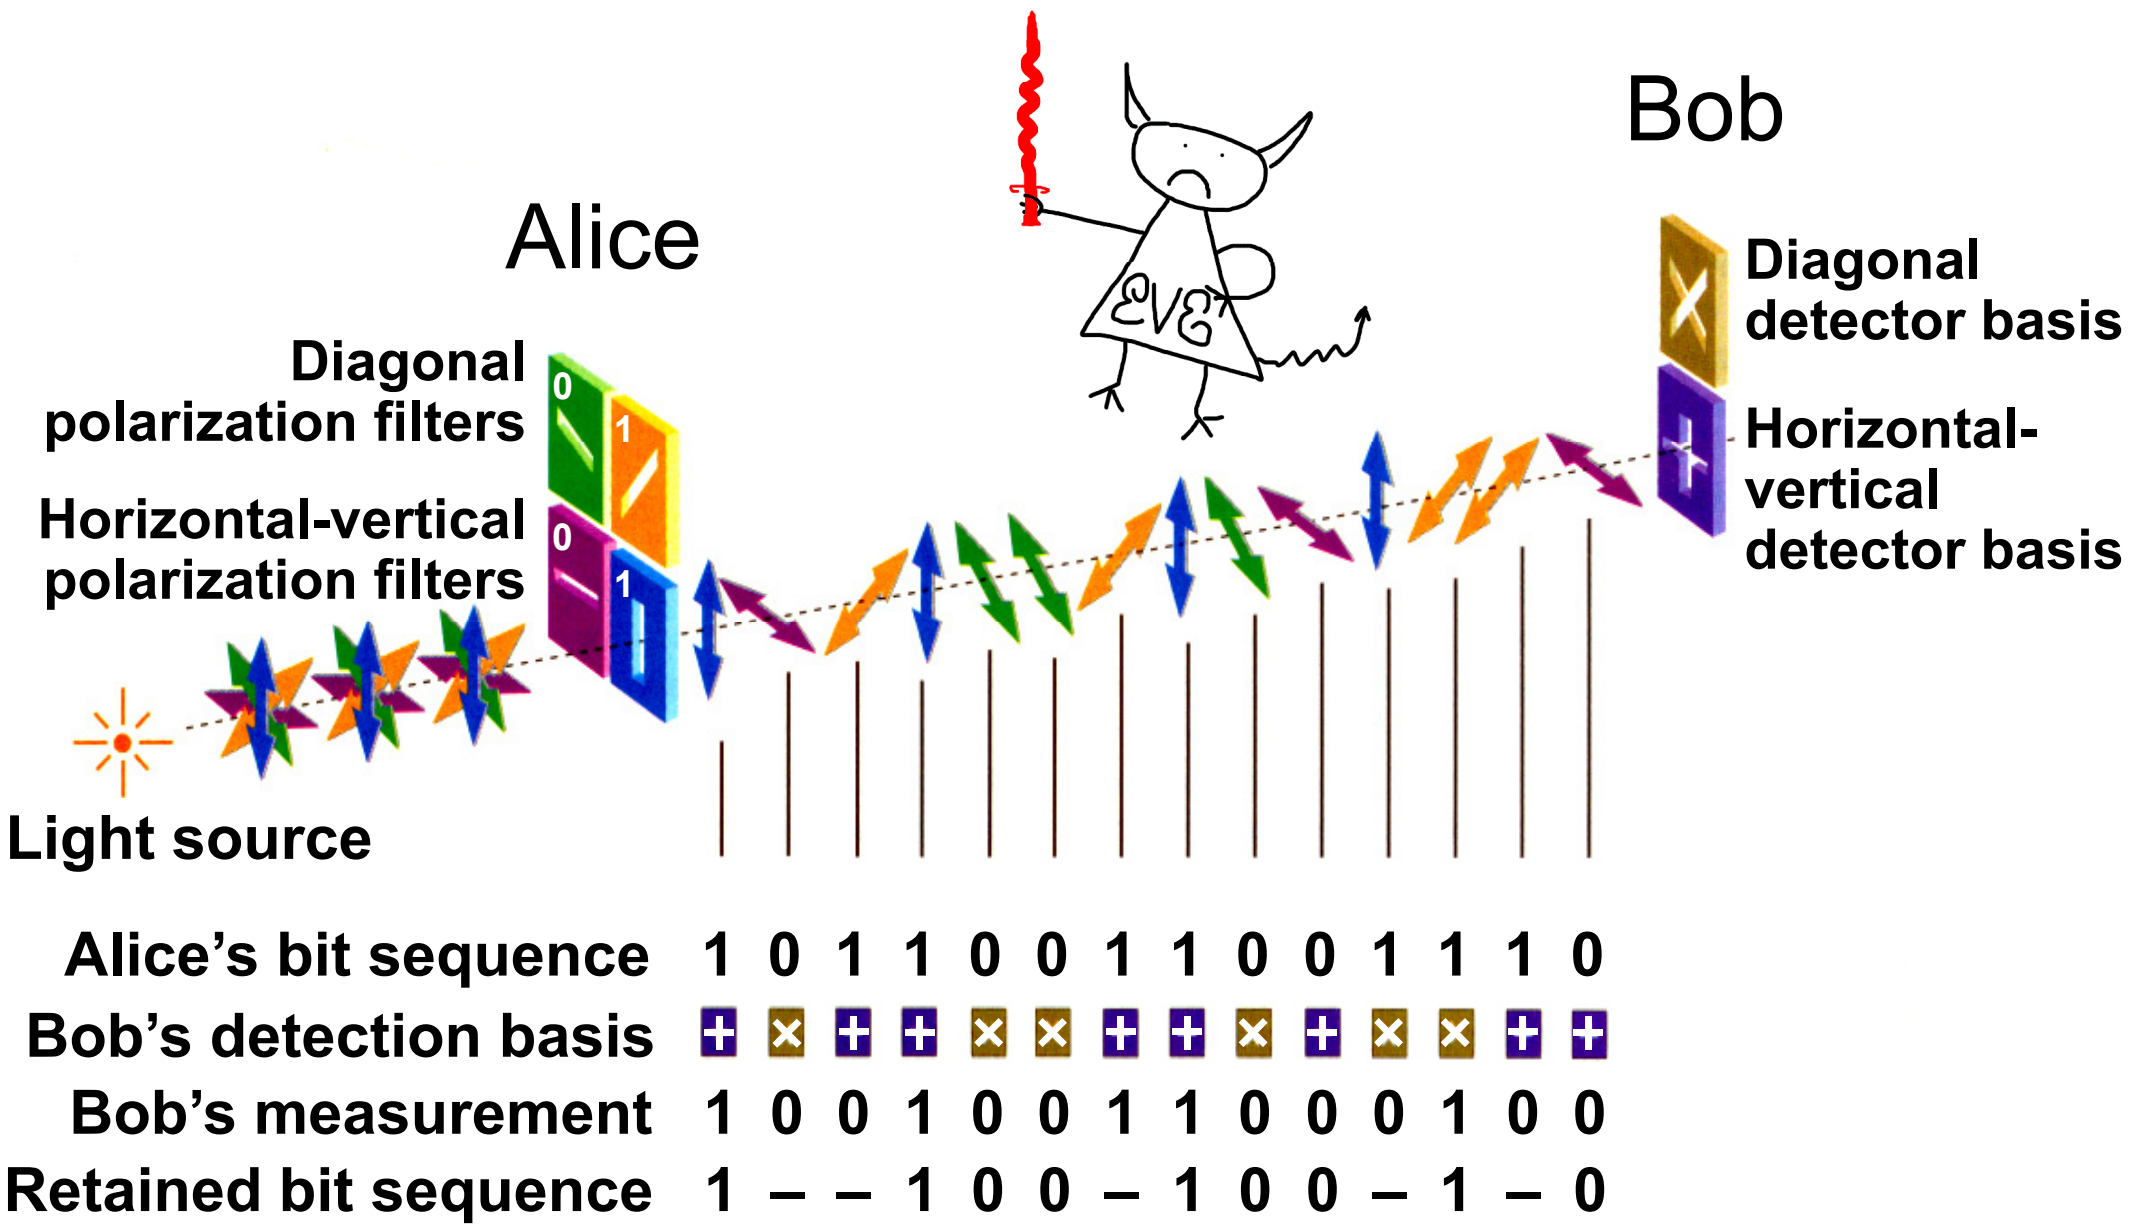 Bob
Alice
EVE
Diagonal
polarization filters
0
1
Horizontal-vertical
polarization filters
0
1
Diagonal
detector basis
Horizontal-
vertical
detector basis
Light source
Alice’s bit sequence 1 0 1 1 0 0 1 1 0 0 1 1 1 0
Bob’s detection basis + × + + × × + + × + × × + +
Bob’s measurement 1 0 0 1 0 0 1 1 0 0 0 1 0 0
Retained bit sequence 1 – – 1 0 0 – 1 0 0 – 1 – 0